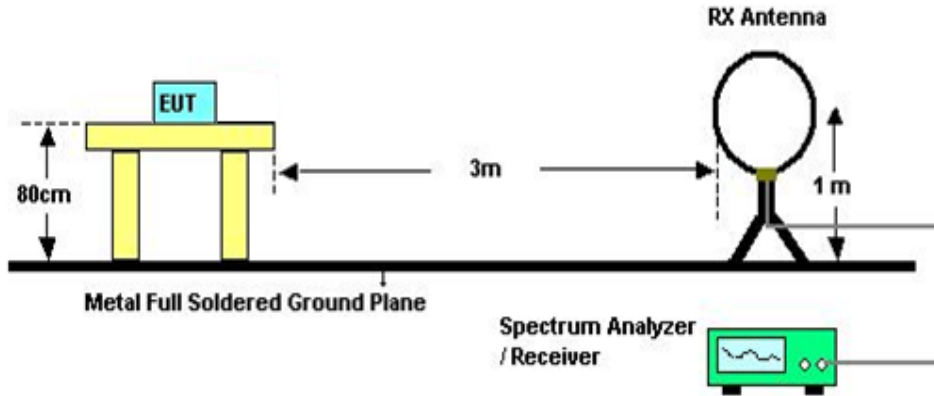 RX Antenna
EUT
80cm
3m
1 m
Metal Full Soldered Ground Plane
Spectrum Analyzer
/ Receiver